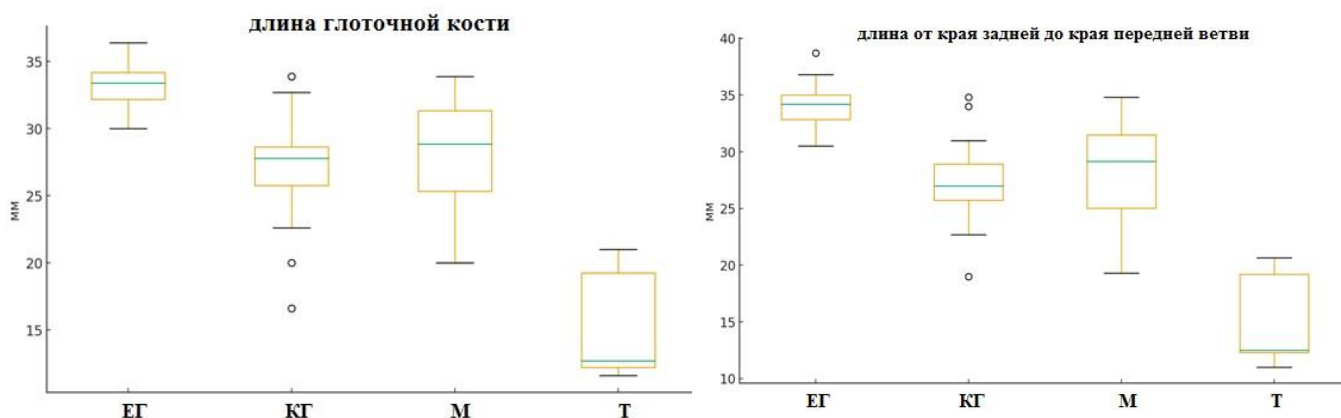 длина глоточной кости
35
30
25
20
15
мм
ЕГ КГ М Т
длина от края задней до края передней ветви
40
35
30
25
20
15
10
мм
ЕГ КГ М Т